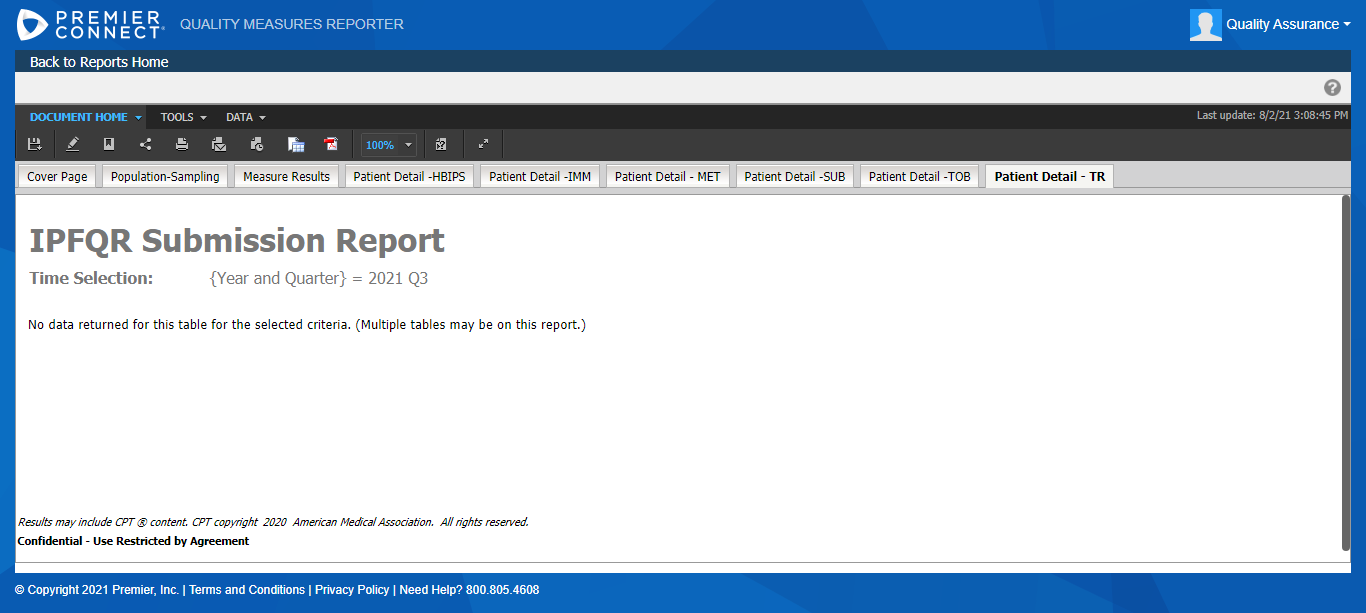 PREMIER CONNECT® QUALITY MEASURES REPORTER
Quality Assurance
Back to Reports Home
DOCUMENT HOME TOOLS DATA Last update: 8/2/21 3:08:45 PM
100%
Cover Page Population-Sampling Measure Results Patient Detail -HBIPS Patient Detail -IMM Patient Detail - MET Patient Detail -SUB Patient Detail -TOB Patient Detail - TR
IPFQR Submission Report
Time Selection: {Year and Quarter} = 2021 Q3
No data returned for this table for the selected criteria. (Multiple tables may be on this report.)
Results may include CPT ® content. CPT copyright 2020 American Medical Association. All rights reserved.
Confidential - Use Restricted by Agreement
© Copyright 2021 Premier, Inc. | Terms and Conditions | Privacy Policy | Need Help? 800.805.4608